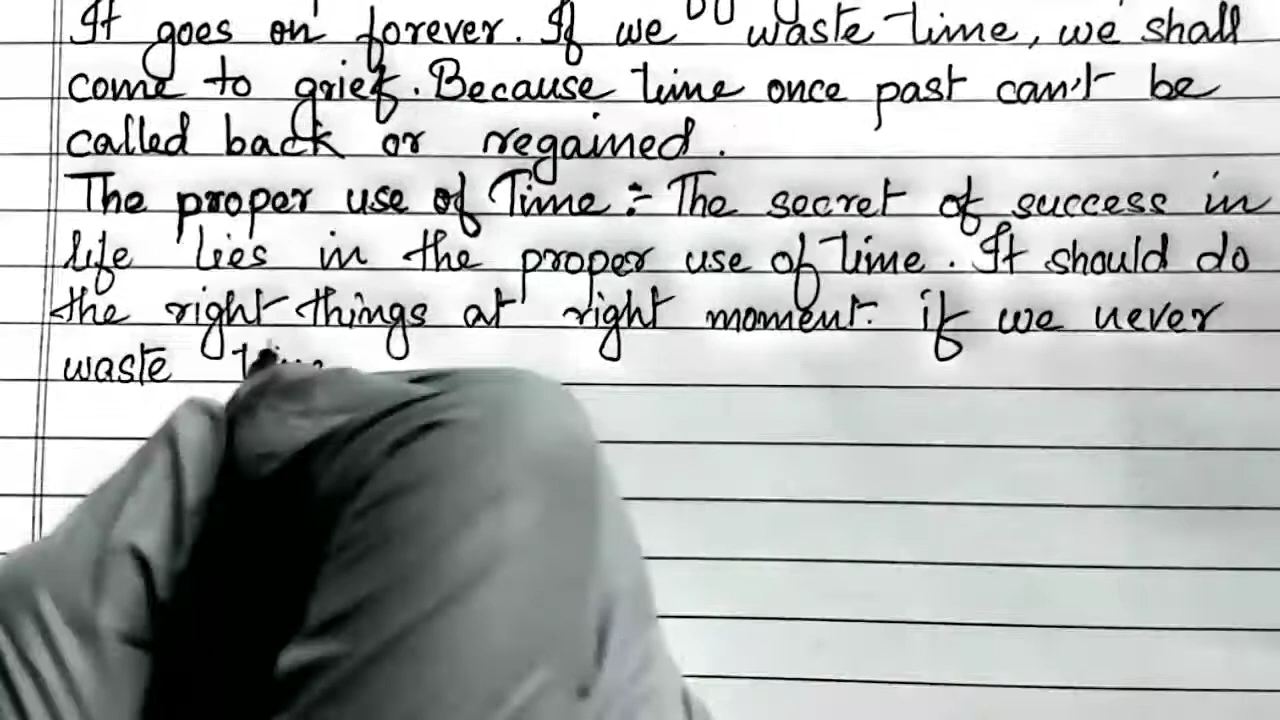 It goes on forever. If we waste time, we shall
come to grief. Because time once past can't be
called back or regained.
The proper use of Time :- The secret of success in
life lies in the proper use of time. It should do
the right things at right moment. if we never
waste